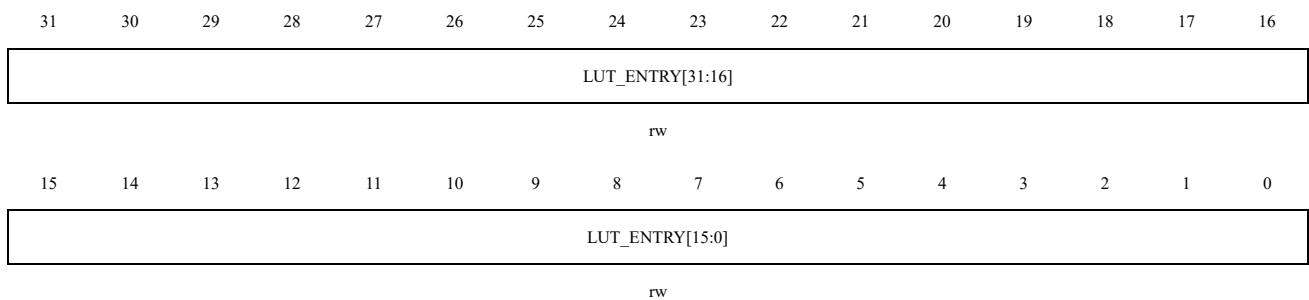 31 30 29 28 27 26 25 24 23 22 21 20 19 18 17 16
LUT_ENTRY[31:16]
rw
15 14 13 12 11 10 9 8 7 6 5 4 3 2 1 0
LUT_ENTRY[15:0]
rw